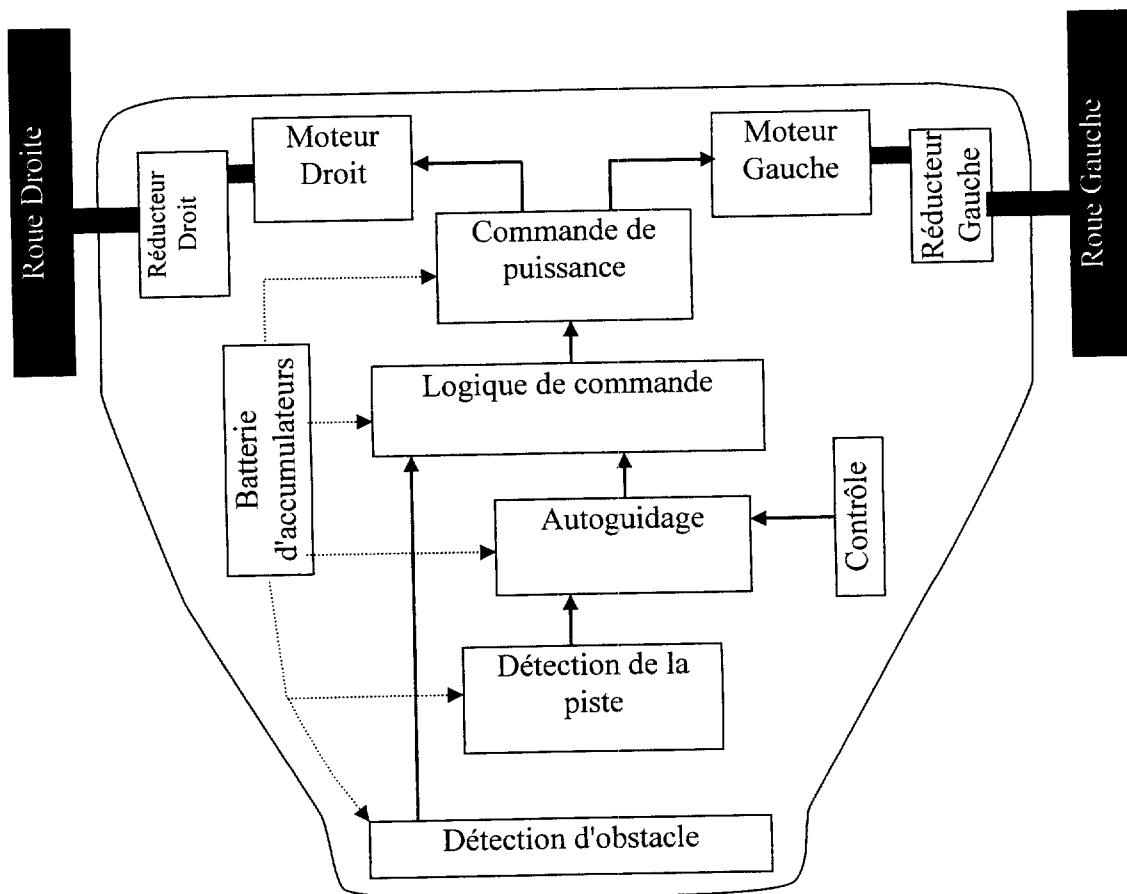 Roue Droite
Réducteur
Droit
Moteur
Droit
Moteur
Gauche
Réducteur
Gauche
Roue Gauche
Commande de
puissance
Batterie
d'accumulateurs
Logique de commande
Autoguidage
Contrôle
Détection de la
piste
Détection d'obstacle